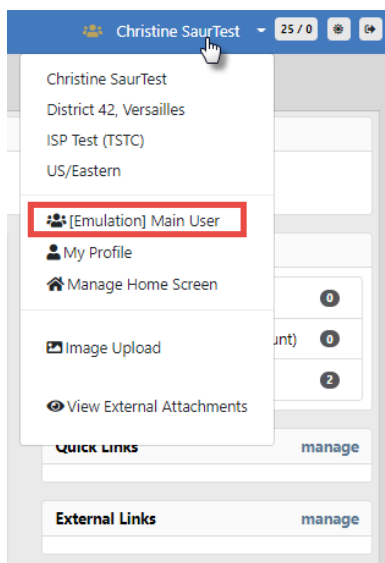 Christine SaurTest 25 / 0
Christine SaurTest
District 42, Versailles
ISP Test (TSTC)
US/Eastern
[Emulation] Main User
My Profile
Manage Home Screen
0
Image Upload
unt) 0
2
View External Attachments
Quick Links manage
External Links manage